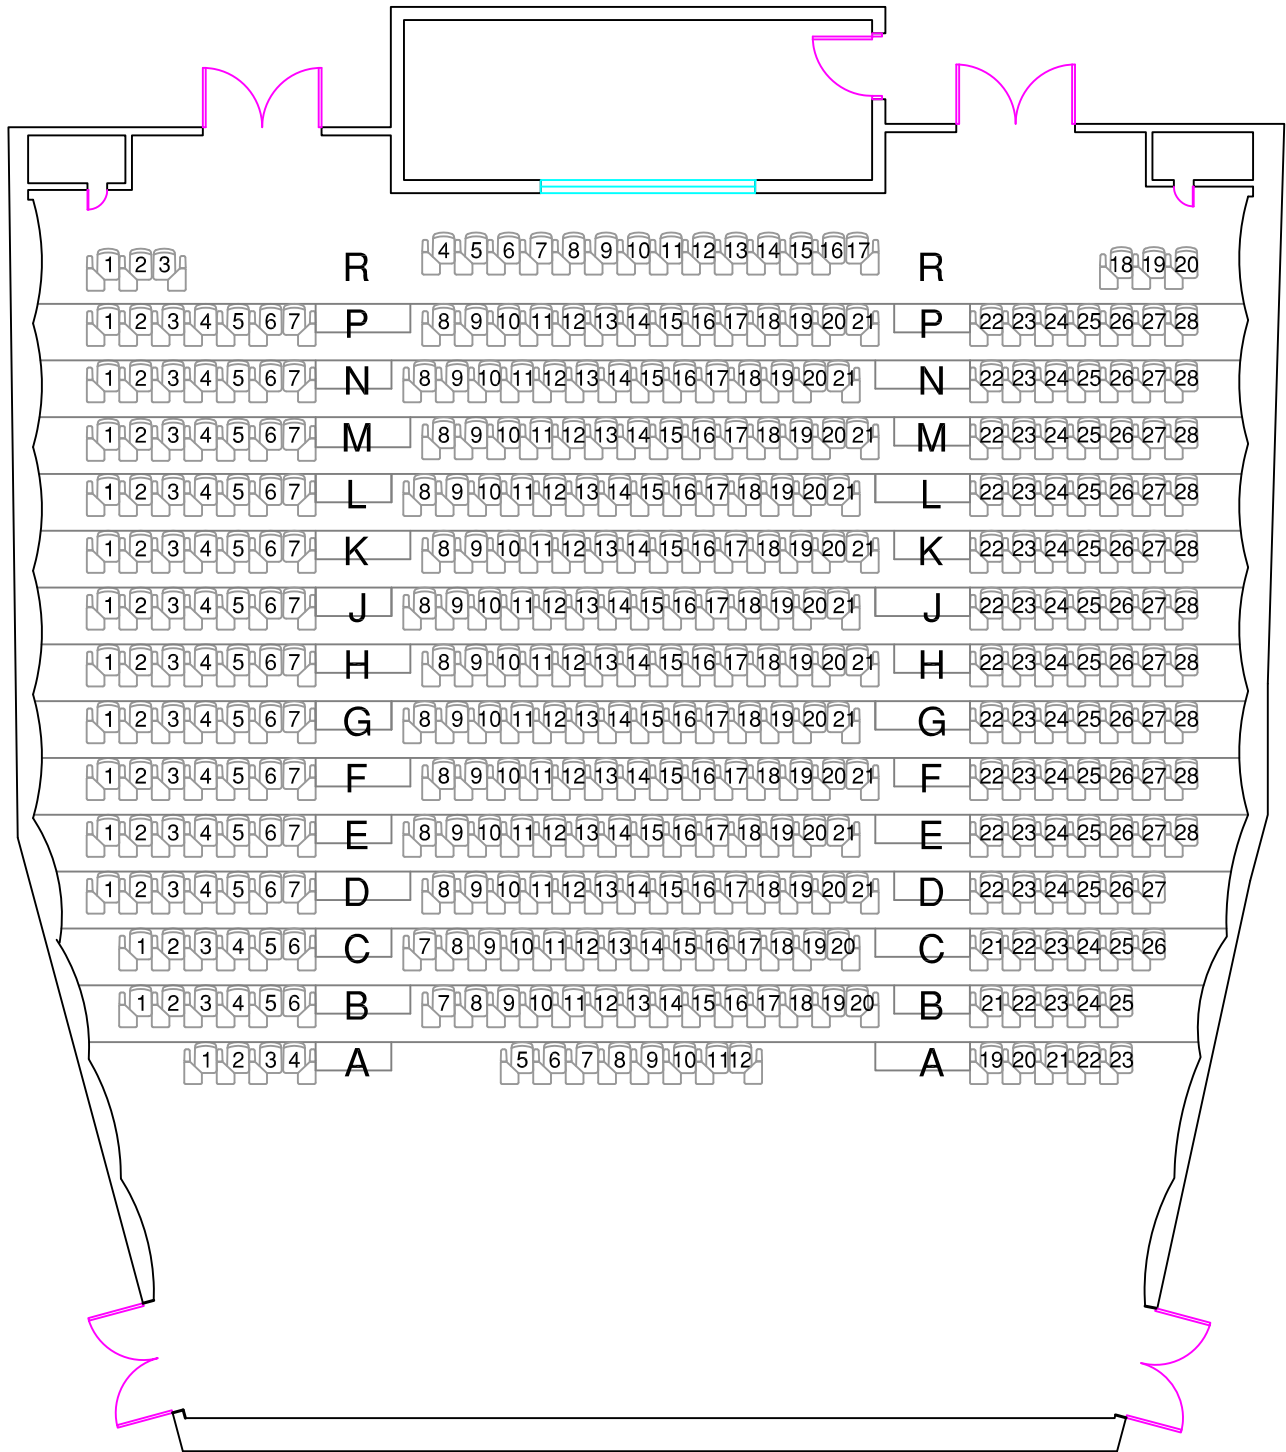 1 2 3 R 4 5 6 7 8 9 10 11 12 13 14 15 16 17 R 18 19 20
1 2 3 4 5 6 7 P 8 9 10 11 12 13 14 15 16 17 18 19 20 21 P 22 23 24 25 26 27 28
1 2 3 4 5 6 7 N 8 9 10 11 12 13 14 15 16 17 18 19 20 21 N 22 23 24 25 26 27 28
1 2 3 4 5 6 7 M 8 9 10 11 12 13 14 15 16 17 18 19 20 21 M 22 23 24 25 26 27 28
1 2 3 4 5 6 7 L 8 9 10 11 12 13 14 15 16 17 18 19 20 21 L 22 23 24 25 26 27 28
1 2 3 4 5 6 7 K 8 9 10 11 12 13 14 15 16 17 18 19 20 21 K 22 23 24 25 26 27 28
1 2 3 4 5 6 7 J 8 9 10 11 12 13 14 15 16 17 18 19 20 21 J 22 23 24 25 26 27 28
1 2 3 4 5 6 7 H 8 9 10 11 12 13 14 15 16 17 18 19 20 21 H 22 23 24 25 26 27 28
1 2 3 4 5 6 7 G 8 9 10 11 12 13 14 15 16 17 18 19 20 21 G 22 23 24 25 26 27 28
1 2 3 4 5 6 7 F 8 9 10 11 12 13 14 15 16 17 18 19 20 21 F 22 23 24 25 26 27 28
1 2 3 4 5 6 7 E 8 9 10 11 12 13 14 15 16 17 18 19 20 21 E 22 23 24 25 26 27 28
1 2 3 4 5 6 7 D 8 9 10 11 12 13 14 15 16 17 18 19 20 21 D 22 23 24 25 26 27
1 2 3 4 5 6 C 7 8 9 10 11 12 13 14 15 16 17 18 19 20 C 21 22 23 24 25 26
1 2 3 4 5 6 B 7 8 9 10 11 12 13 14 15 16 17 18 19 20 B 21 22 23 24 25
1 2 3 4 A 5 6 7 8 9 10 11 12 A 19 20 21 22 23